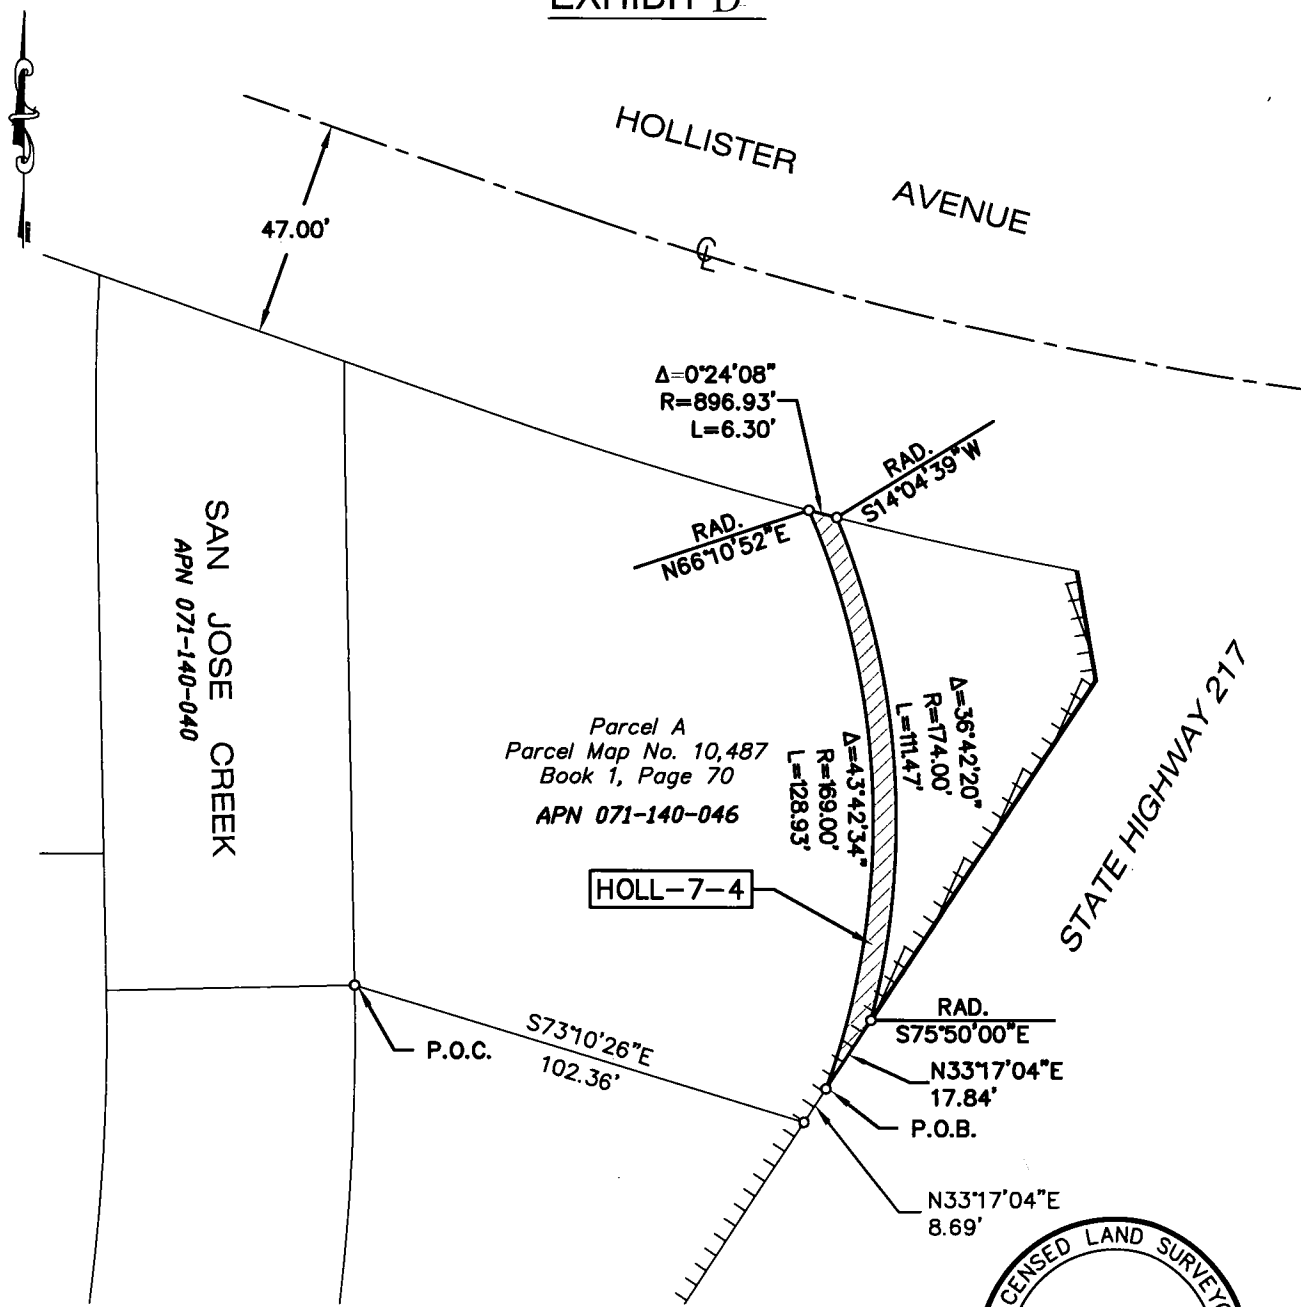 EXHIBIT D
HOLLISTER AVENUE
47.00'
℄
Δ=0°24'08"
R=896.93'
L=6.30'
RAD.
S14°04'39"W
RAD.
N66°10'52"E
SAN JOSE CREEK
APN 071-140-040
Parcel A
Parcel Map No. 10,487
Book 1, Page 70
APN 071-140-046
Δ=36°42'20"
R=174.00'
L=111.47'
Δ=43°42'34"
R=169.00'
L=128.93'
STATE HIGHWAY 217
HOLL-7-4
RAD.
S75°50'00"E
S73°10'26"E
102.36'
P.O.C.
N33°17'04"E
17.84'
P.O.B.
N33°17'04"E
8.69'
LAND